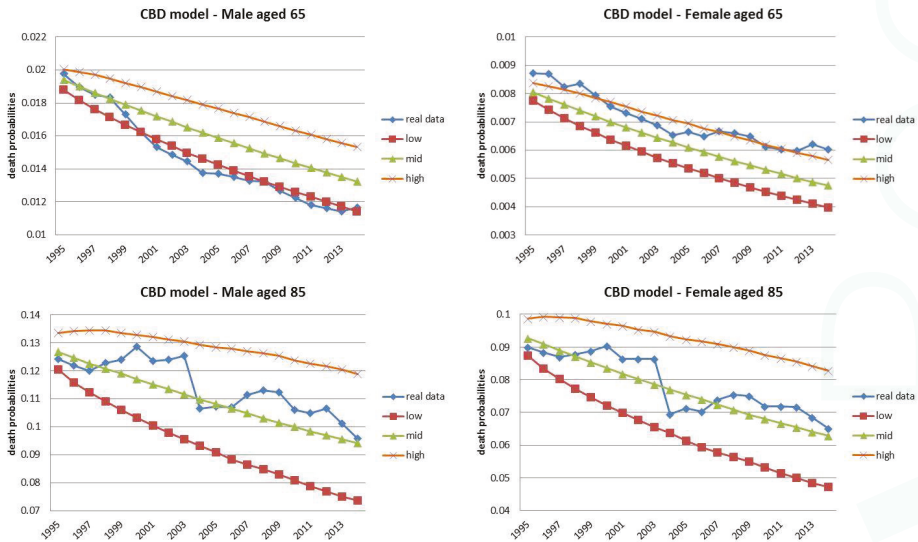 CBD model - Male aged 65
0.022
0.02
0.018
0.016
0.014
0.012
0.01
death probabilities
1995
1997
1999
2001
2003
2005
2007
2009
2011
2013
real data
low
mid
high
CBD model - Female aged 65
0.01
0.009
0.008
0.007
0.006
0.005
0.004
0.003
death probabilities
1995
1997
1999
2001
2003
2005
2007
2009
2011
2013
real data
low
mid
high
CBD model - Male aged 85
0.14
0.13
0.12
0.11
0.1
0.09
0.08
0.07
death probabilities
1995
1997
1999
2001
2003
2005
2007
2009
2011
2013
real data
low
mid
high
CBD model - Female aged 85
0.1
0.09
0.08
0.07
0.06
0.05
0.04
death probabilities
1995
1997
1999
2001
2003
2005
2007
2009
2011
2013
real data
low
mid
high